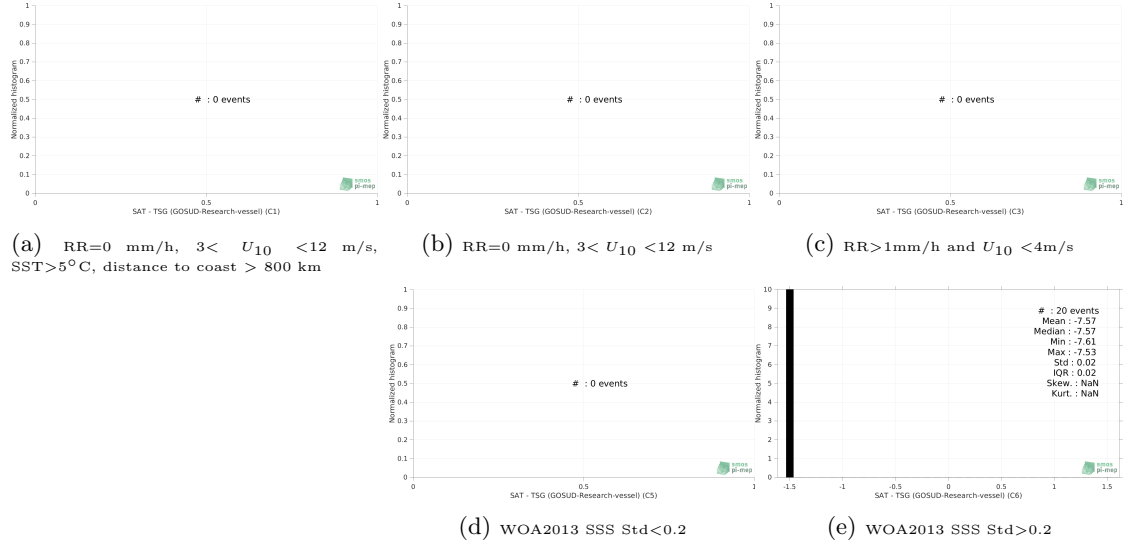 1
0.9
0.8
0.7
0.6
0.5
0.4
0.3
0.2
0.1
0
Normalized histogram
# : 0 events
smos
pi-mep
0 0.5 1
SAT - TSG (GOSUD-Research-vessel) (C1)
1
0.9
0.8
0.7
0.6
0.5
0.4
0.3
0.2
0.1
0
Normalized histogram
# : 0 events
smos
pi-mep
0 0.5 1
SAT - TSG (GOSUD-Research-vessel) (C2)
1
0.9
0.8
0.7
0.6
0.5
0.4
0.3
0.2
0.1
0
Normalized histogram
# : 0 events
smos
pi-mep
0 0.5 1
SAT - TSG (GOSUD-Research-vessel) (C3)
(a) RR=0 mm/h, 3< U10 <12 m/s,
SST>5°C, distance to coast > 800 km
(b) RR=0 mm/h, 3< U10 <12 m/s
(c) RR>1mm/h and U10 <4m/s
1
0.9
0.8
0.7
0.6
0.5
0.4
0.3
0.2
0.1
0
Normalized histogram
# : 0 events
smos
pi-mep
0 0.5 1
SAT - TSG (GOSUD-Research-vessel) (C5)
10
9
8
7
6
5
4
3
2
1
0
Normalized histogram
# : 20 events
Mean : -7.57
Median : -7.57
Min : -7.61
Max : -7.53
Std : 0.02
IQR : 0.02
Skew. : NaN
Kurt. : NaN
smos
pi-mep
-1.5 -1 -0.5 0 0.5 1 1.5
SAT - TSG (GOSUD-Research-vessel) (C6)
(d) WOA2013 SSS Std<0.2
(e) WOA2013 SSS Std>0.2